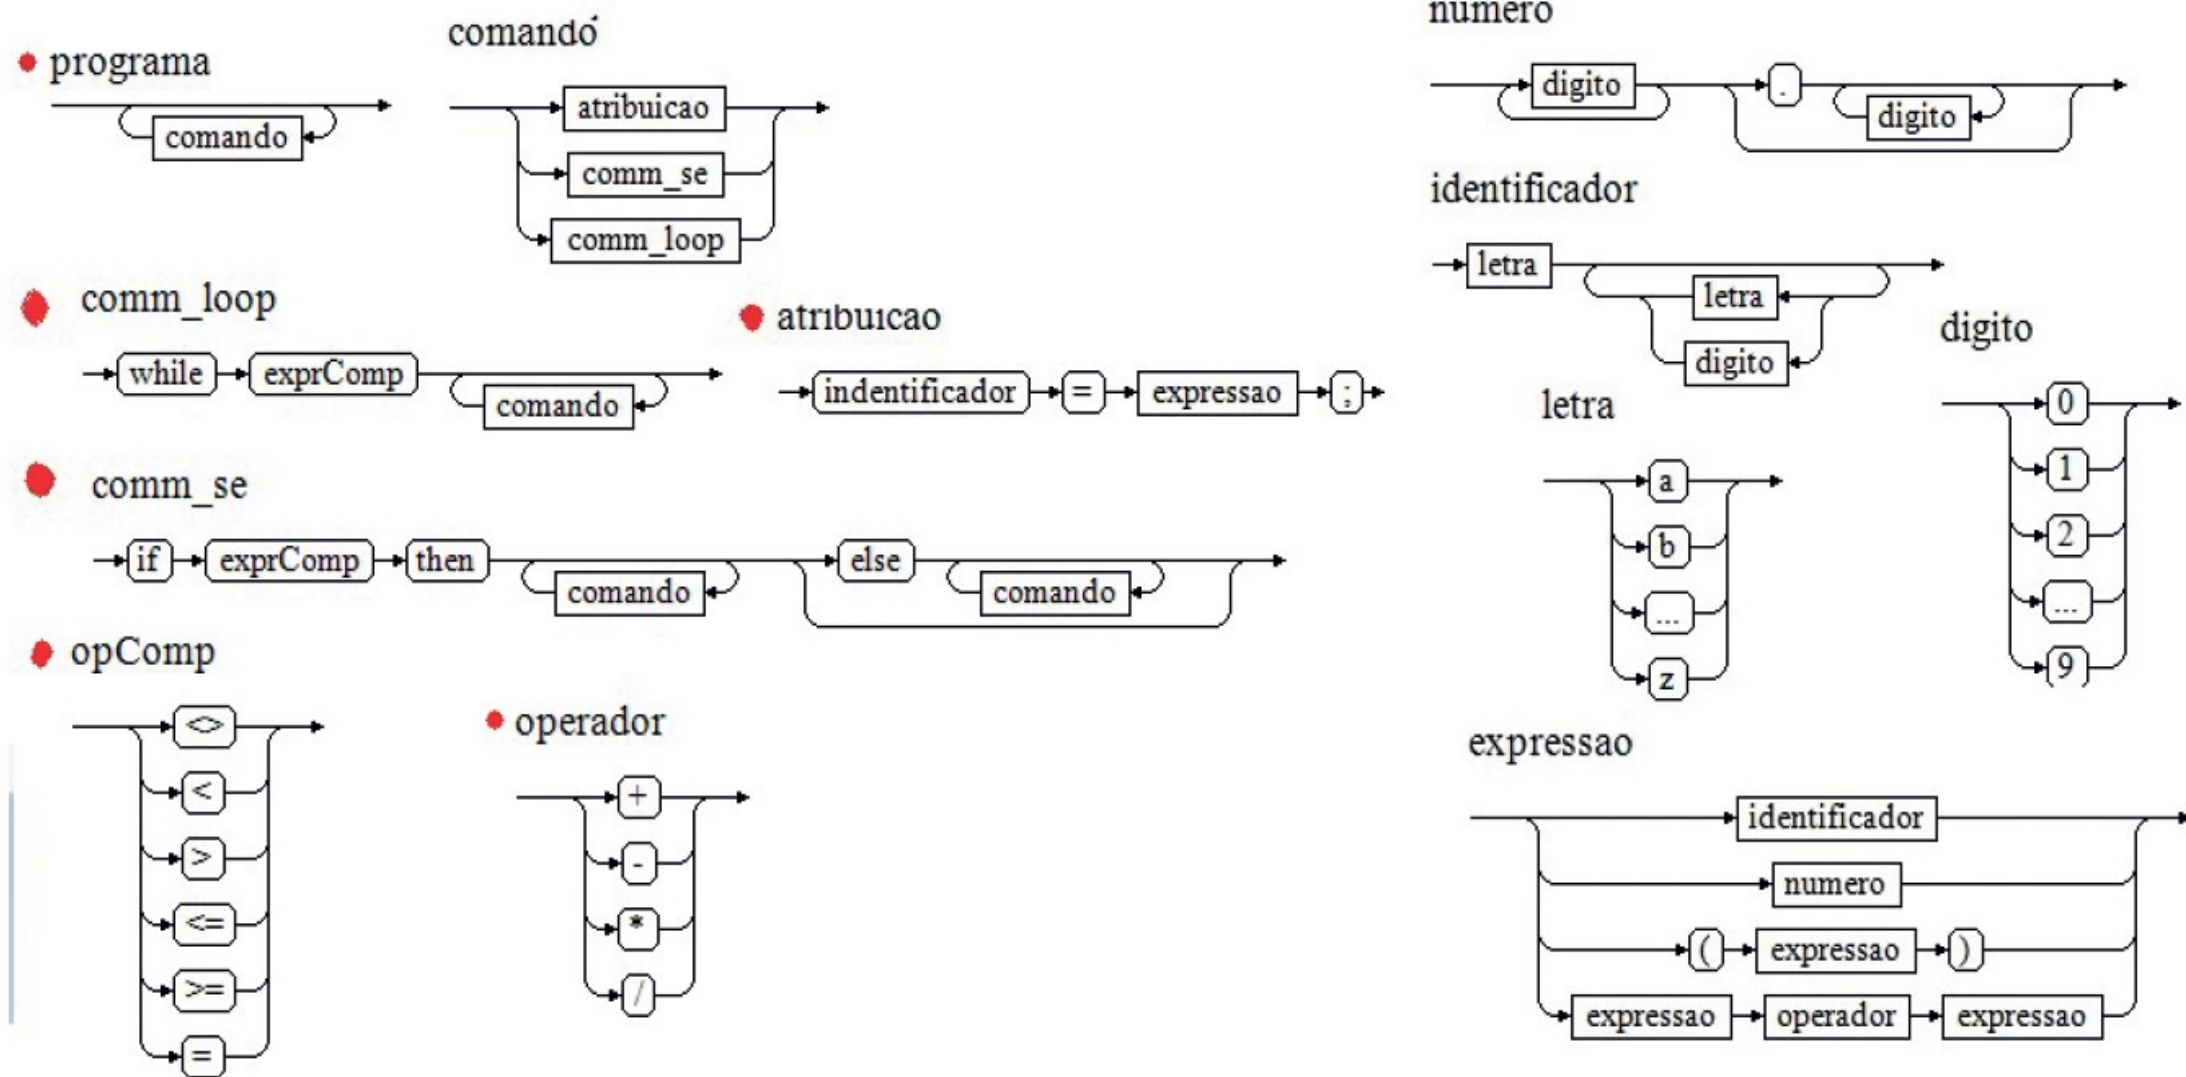 programa
comando
comando
atribuicao
comm_se
comm_loop
comm_loop
while exprComp
comando
atribuicao
indentificador = expressao ;
comm_se
if exprComp then
comando
else
comando
opComp
<>
<
>
<=
>=
=
operador
+
-
*
/
numero
digito
.
digito
identificador
letra
letra
digito
letra
a
b
...
z
digito
0
1
2
...
9
expressao
identificador
numero
( expressao )
expressao operador expressao